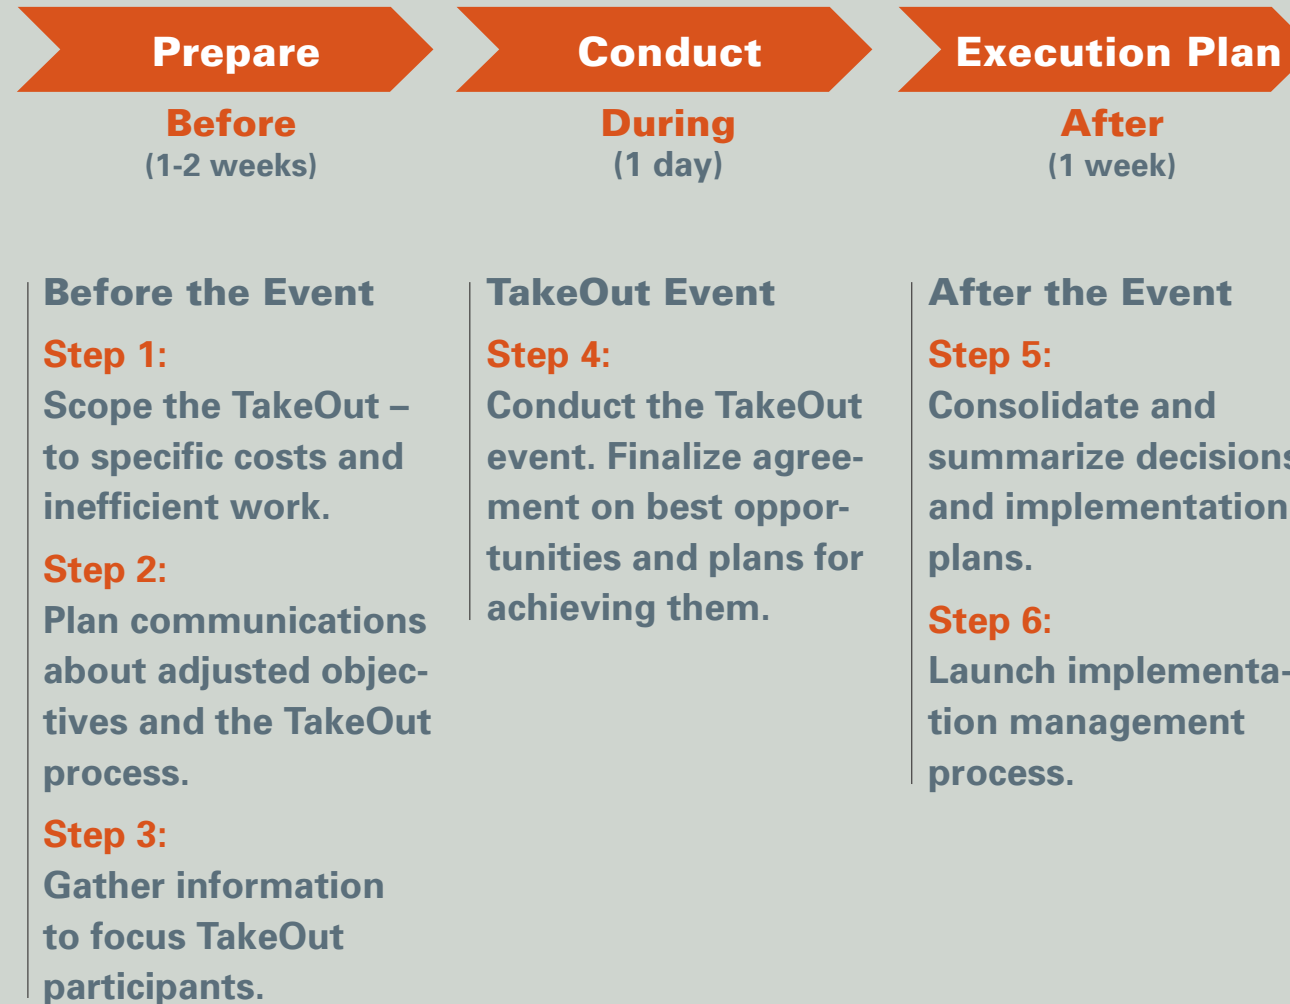 Prepare
Before
(1-2 weeks)
Before the Event
Step 1:
Scope the TakeOut –
to specific costs and
inefficient work.
Step 2:
Plan communications
about adjusted objec-
tives and the TakeOut
process.
Step 3:
Gather information
to focus TakeOut
participants.
Conduct
During
(1 day)
TakeOut Event
Step 4:
Conduct the TakeOut
event. Finalize agree-
ment on best oppor-
tunities and plans for
achieving them.
Execution Plan
After
(1 week)
After the Event
Step 5:
Consolidate and
summarize decisions
and implementation
plans.
Step 6:
Launch implementa-
tion management
process.